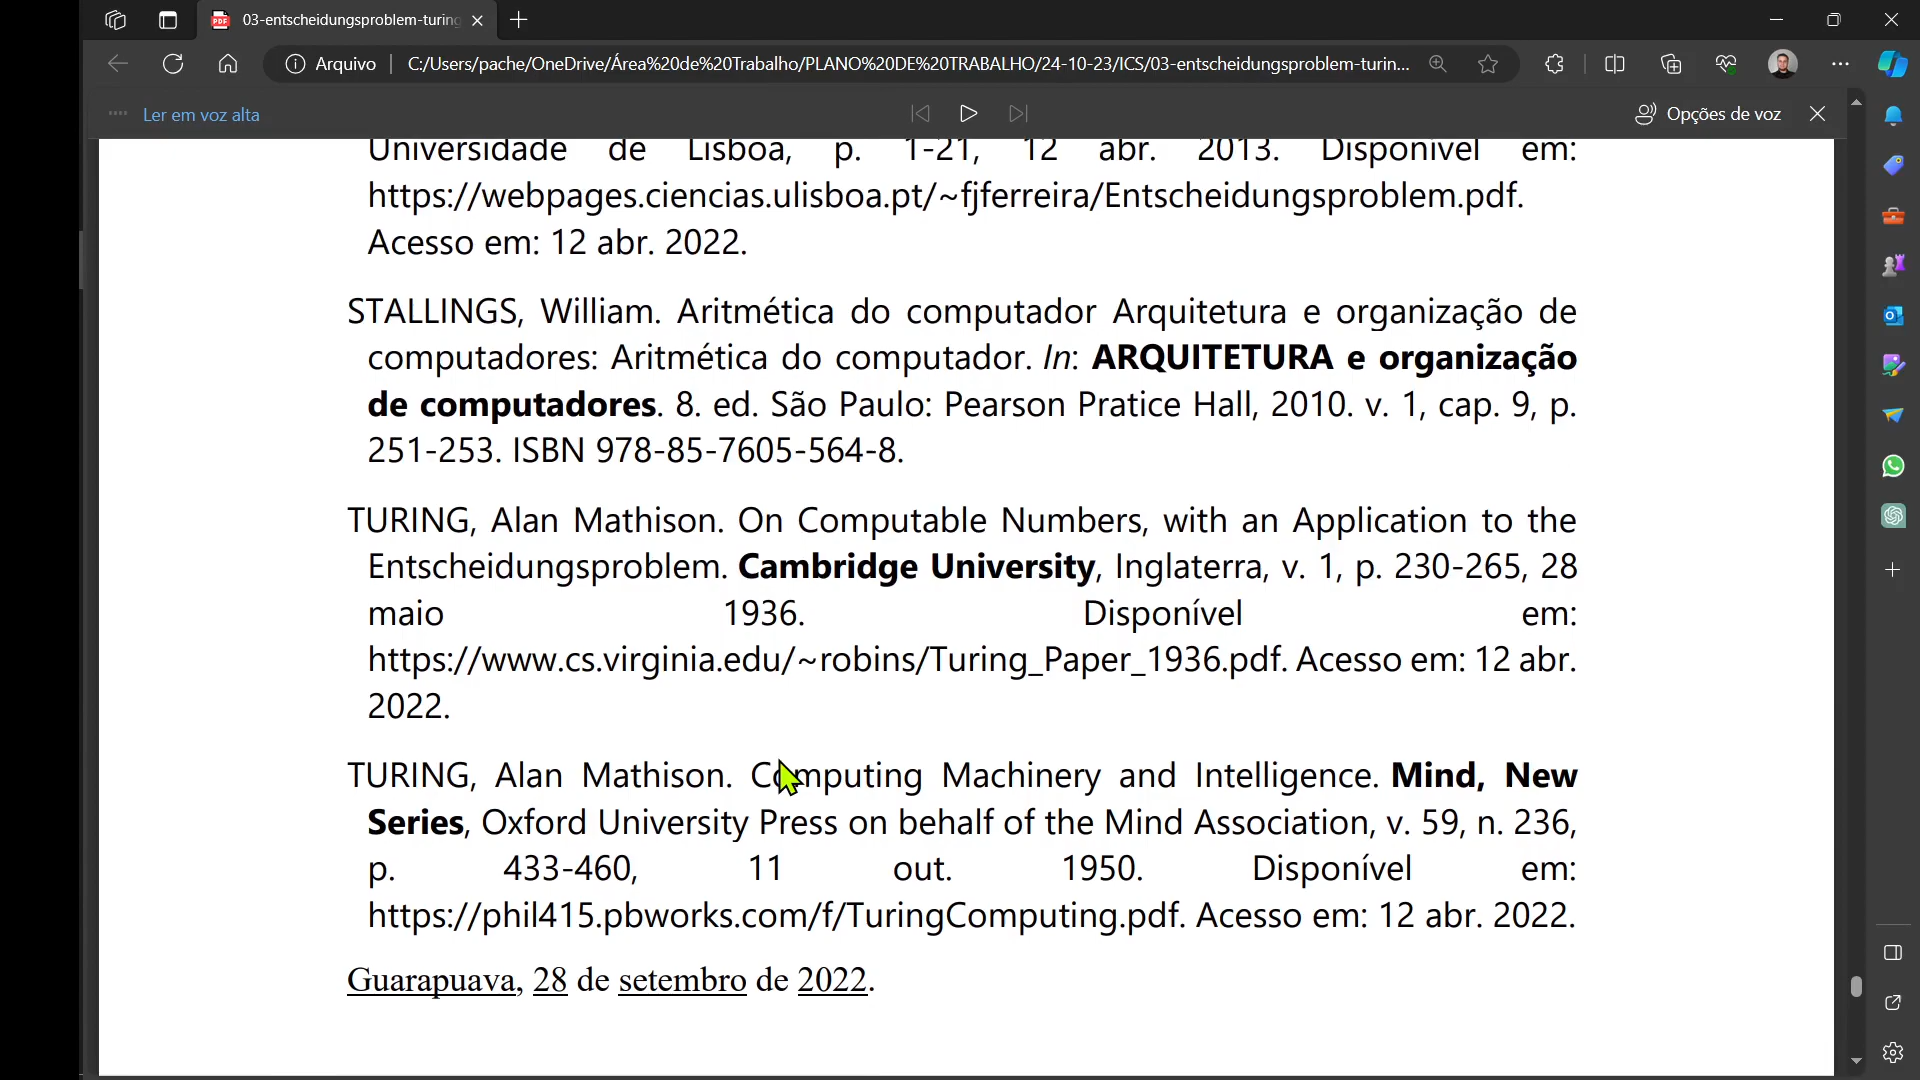 03-entscheidungsproblem-turing
Arquivo
C:/Users/pache/OneDrive/Área%20de%20Trabalho/PLANO%20DE%20TRABALHO/24-10-23/ICS/03-entscheidungsproblem-turin...
Ler em voz alta
Opções de voz
Universidade de Lisboa, p. 1-21, 12 abr. 2013. Disponível em:
https://webpages.ciencias.ulisboa.pt/~fjferreira/Entscheidungsproblem.pdf.
Acesso em: 12 abr. 2022.
STALLINGS, William. Aritmética do computador Arquitetura e organização de
computadores: Aritmética do computador. In: ARQUITETURA e organização
de computadores. 8. ed. São Paulo: Pearson Pratice Hall, 2010. v. 1, cap. 9, p.
251-253. ISBN 978-85-7605-564-8.
TURING, Alan Mathison. On Computable Numbers, with an Application to the
Entscheidungsproblem. Cambridge University, Inglaterra, v. 1, p. 230-265, 28
maio 1936. Disponível em:
https://www.cs.virginia.edu/~robins/Turing_Paper_1936.pdf. Acesso em: 12 abr.
2022.
TURING, Alan Mathison. Computing Machinery and Intelligence. Mind, New
Series, Oxford University Press on behalf of the Mind Association, v. 59, n. 236,
p. 433-460, 11 out. 1950. Disponível em:
https://phil415.pbworks.com/f/TuringComputing.pdf. Acesso em: 12 abr. 2022.
Guarapuava, 28 de setembro de 2022.